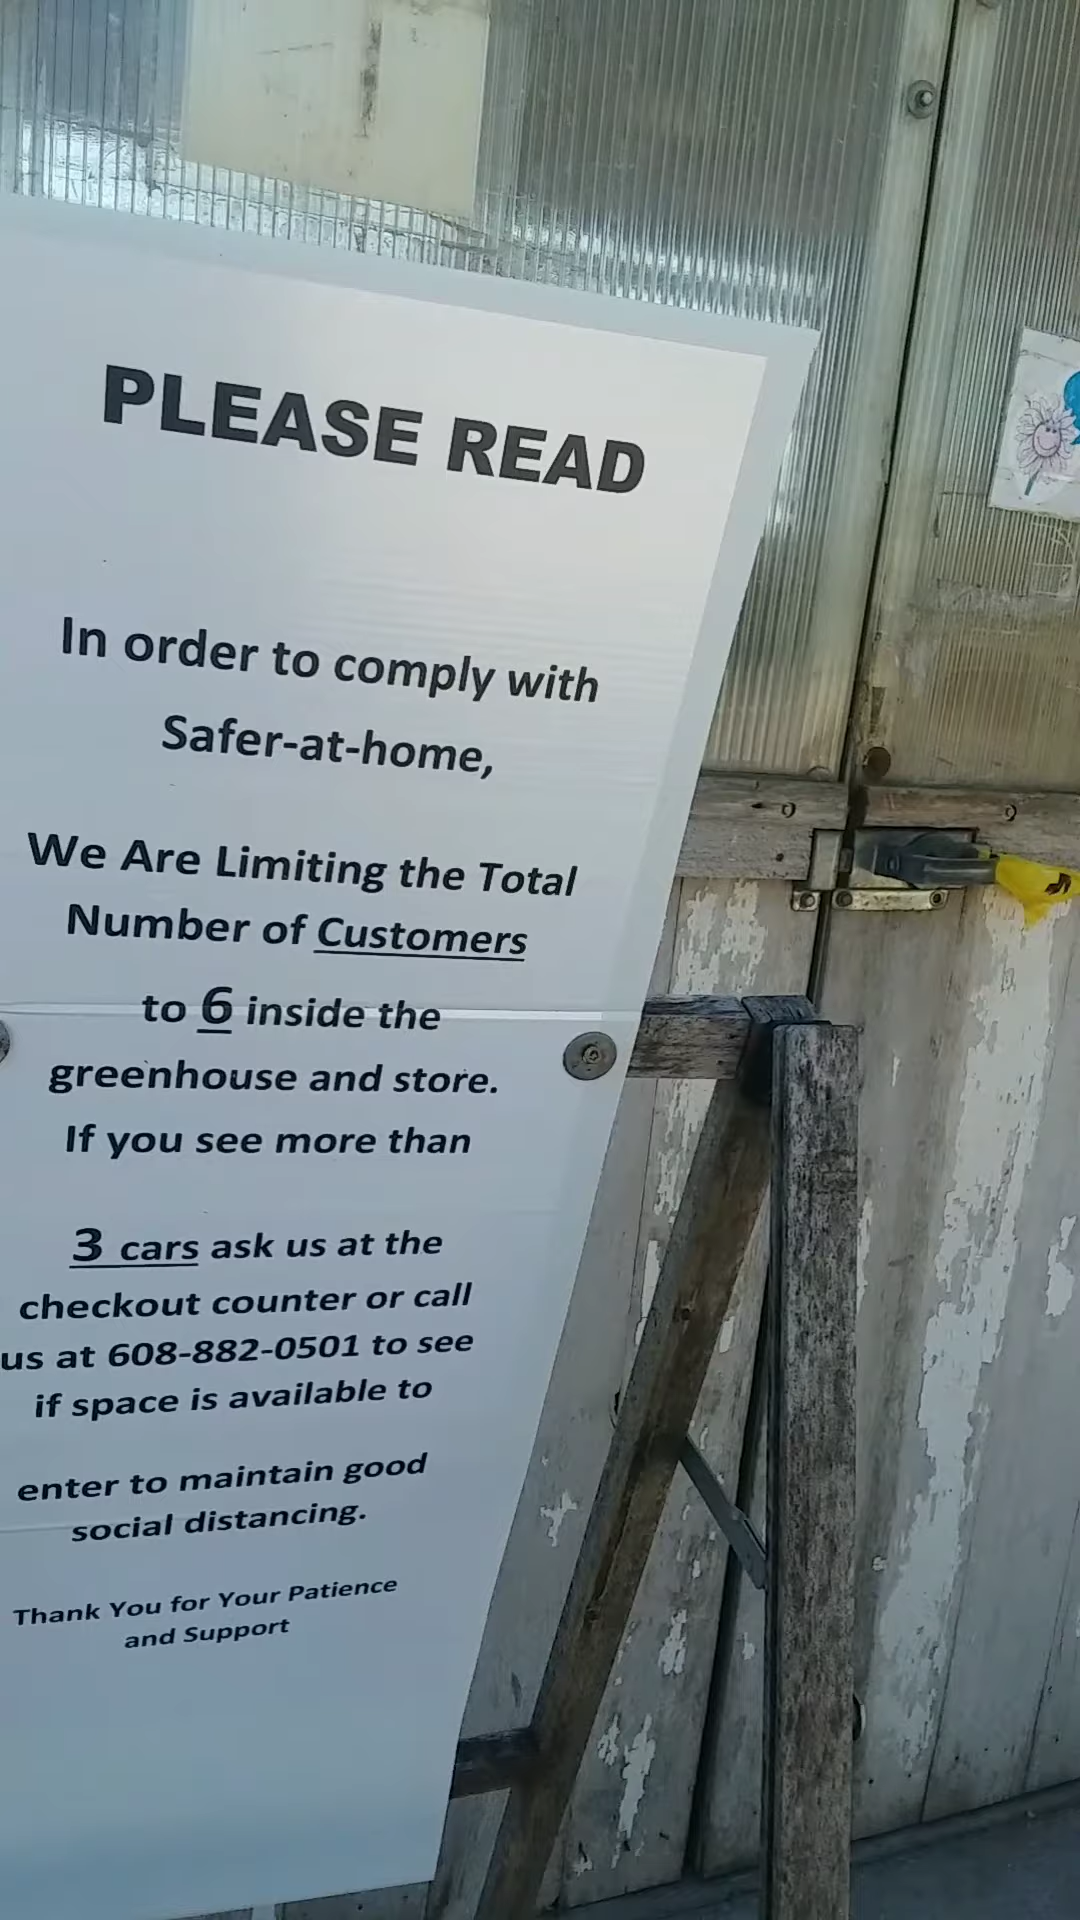 PLEASE READ
In order to comply with
Safer-at-home,
We Are Limiting the Total
Number of Customers
to 6 inside the
greenhouse and store.
If you see more than
3 cars ask us at the
checkout counter or call
us at 608-882-0501 to see
if space is available to
enter to maintain good
social distancing.
Thank You for Your Patience
and Support